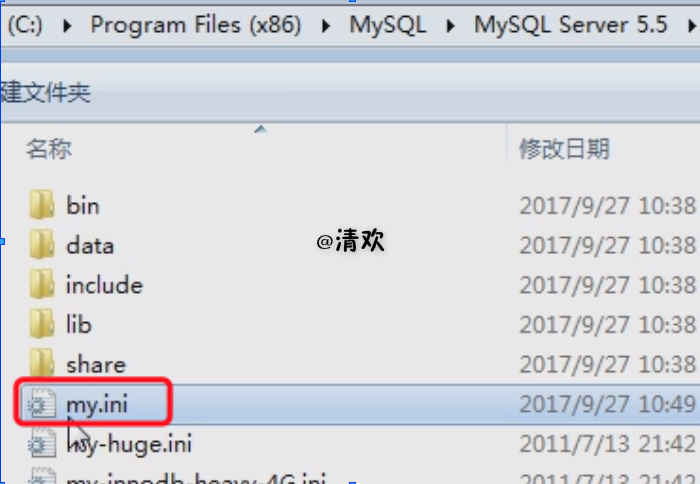 (C:) ▸ Program Files (x86) ▸ MySQL ▸ MySQL Server 5.5 ▸
建文件夹
名称 修改日期
bin 2017/9/27 10:38
data 2017/9/27 10:38
@清欢
include 2017/9/27 10:38
lib 2017/9/27 10:38
share 2017/9/27 10:38
my.ini 2017/9/27 10:49
my-huge.ini 2011/7/13 21:42
my-innodb-heavy-4G.ini 2011/7/13 21:42